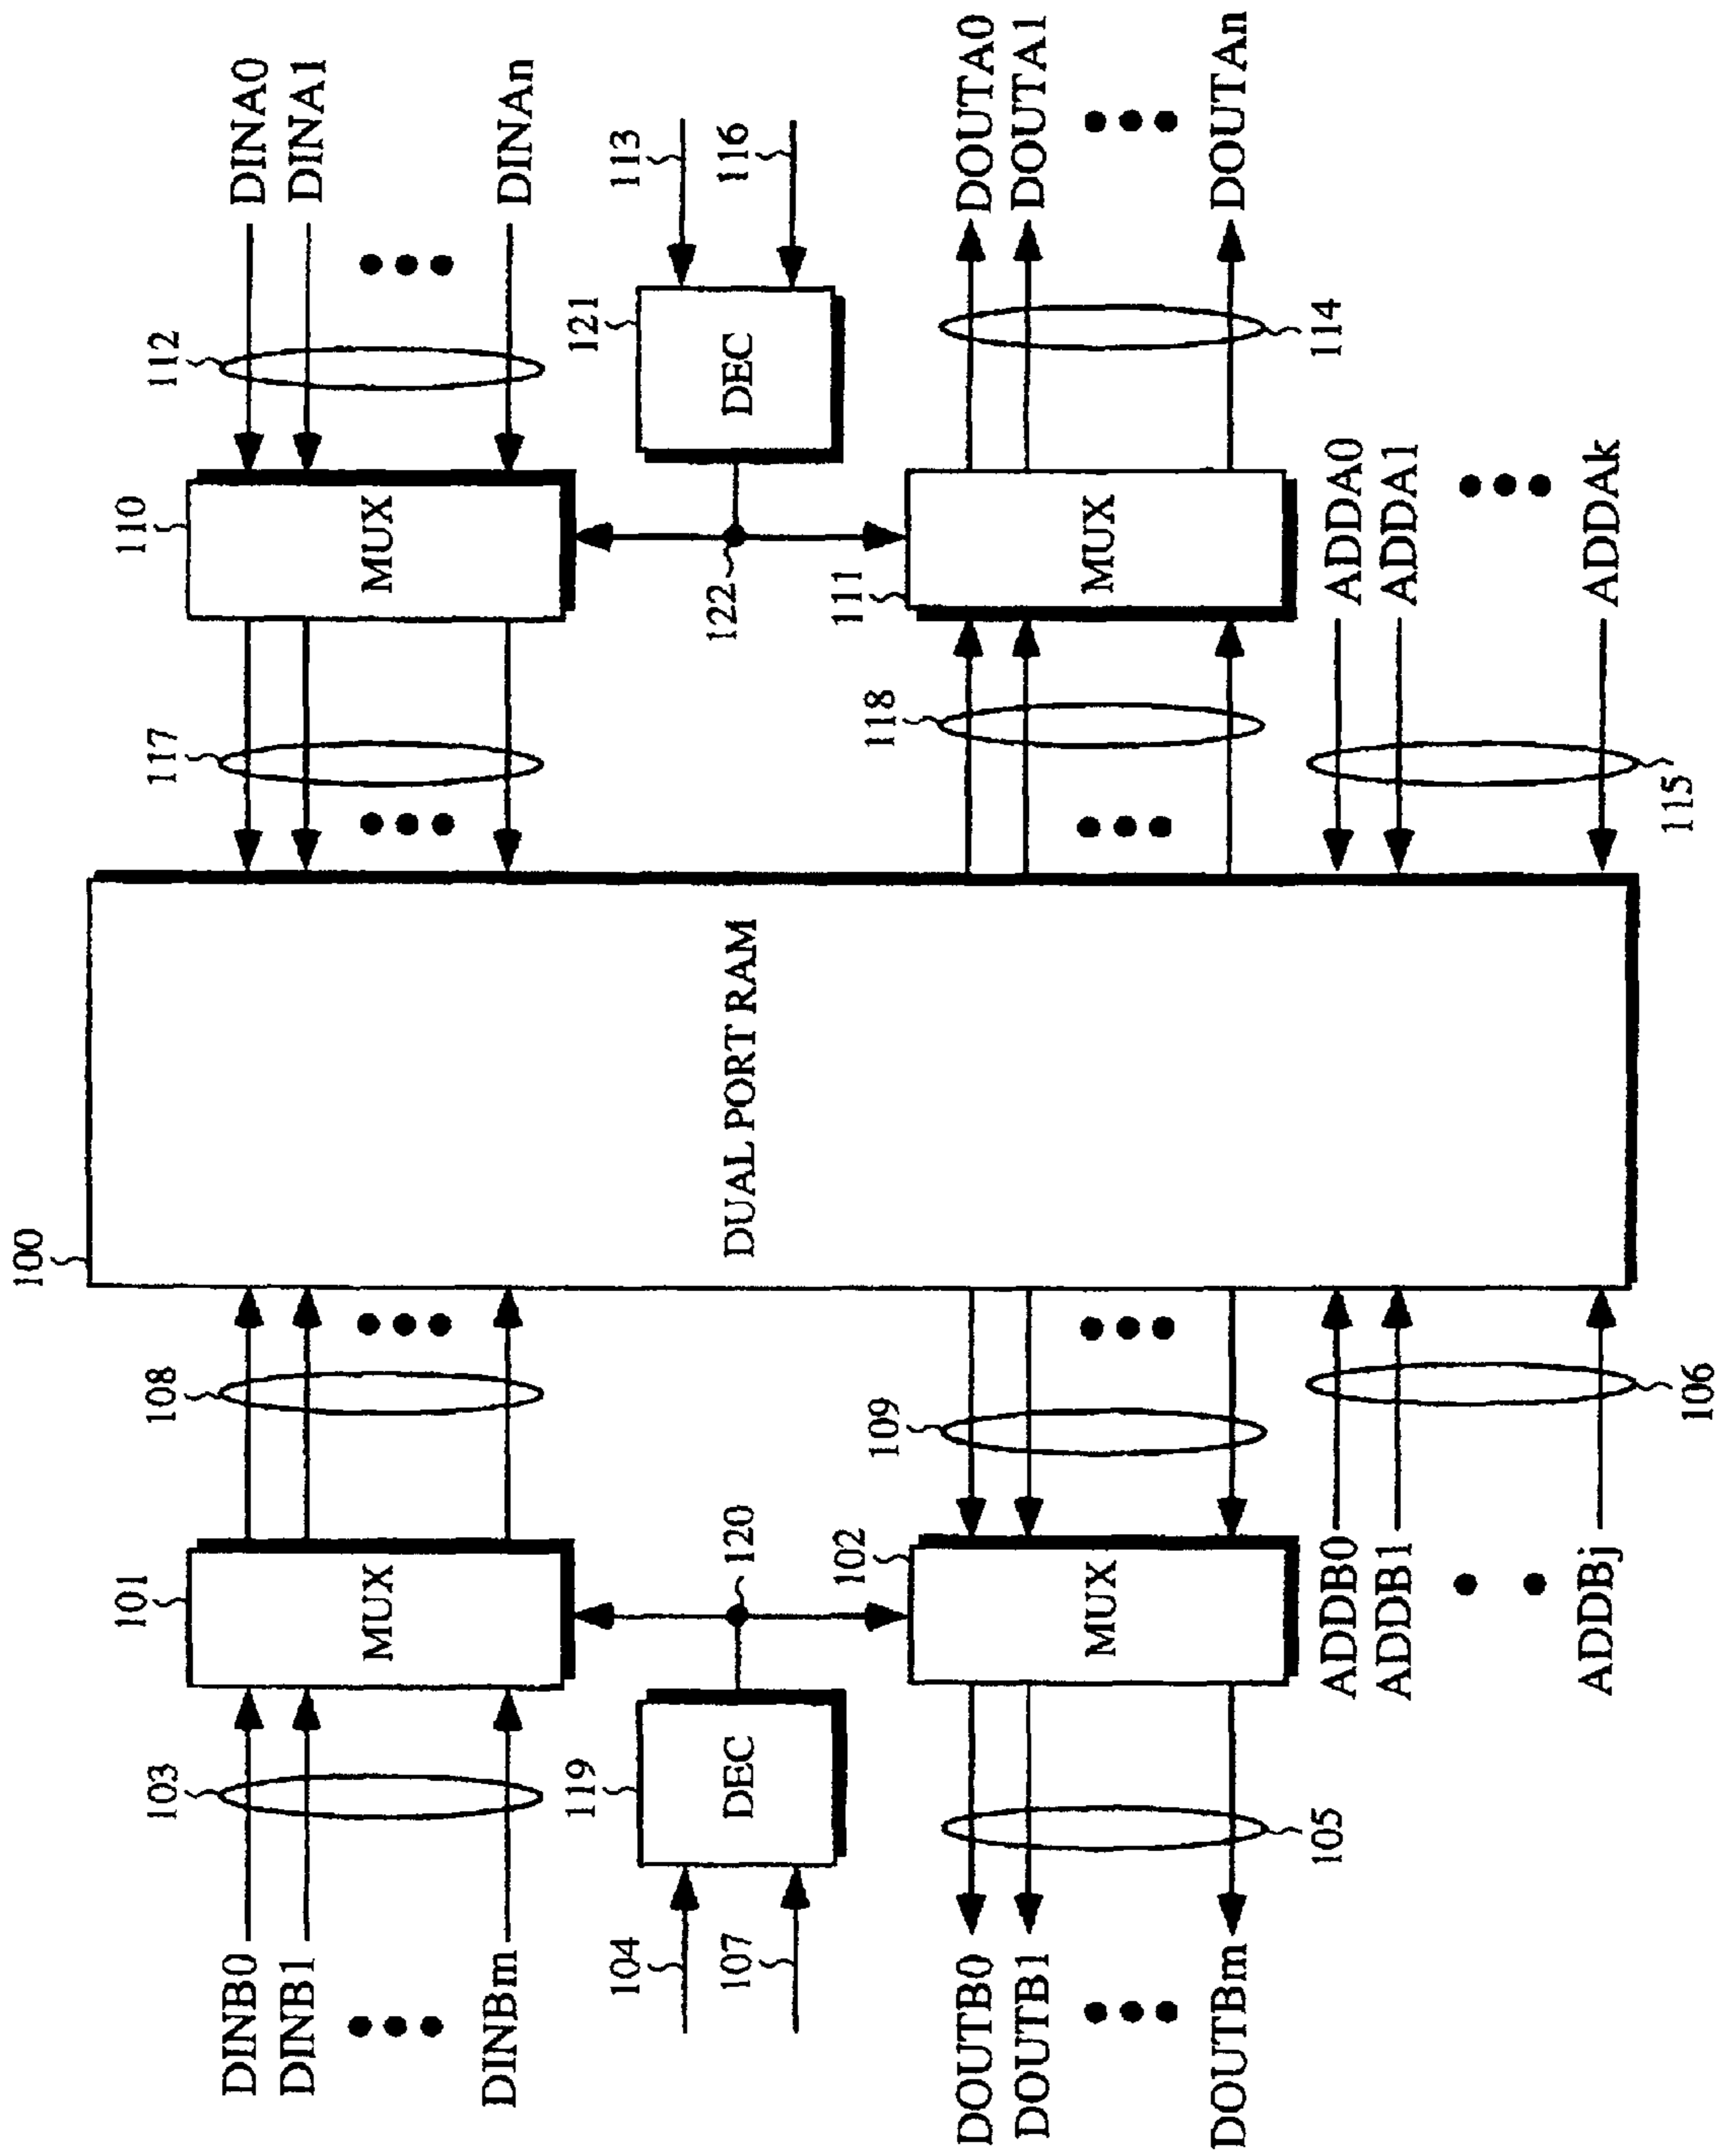 100
DUAL PORT RAM
DINB0
DINB1
DINBm
103
101
MUX
108
117
110
MUX
112
DINA0
DINA1
DINAn
104
107
119
DEC
120
122
121
DEC
113
116
DOUTB0
DOUTB1
DOUTBm
105
102
MUX
109
118
111
MUX
114
DOUTA0
DOUTA1
DOUTAn
ADDB0
ADDB1
ADDBj
106
115
ADDA0
ADDA1
ADDAk